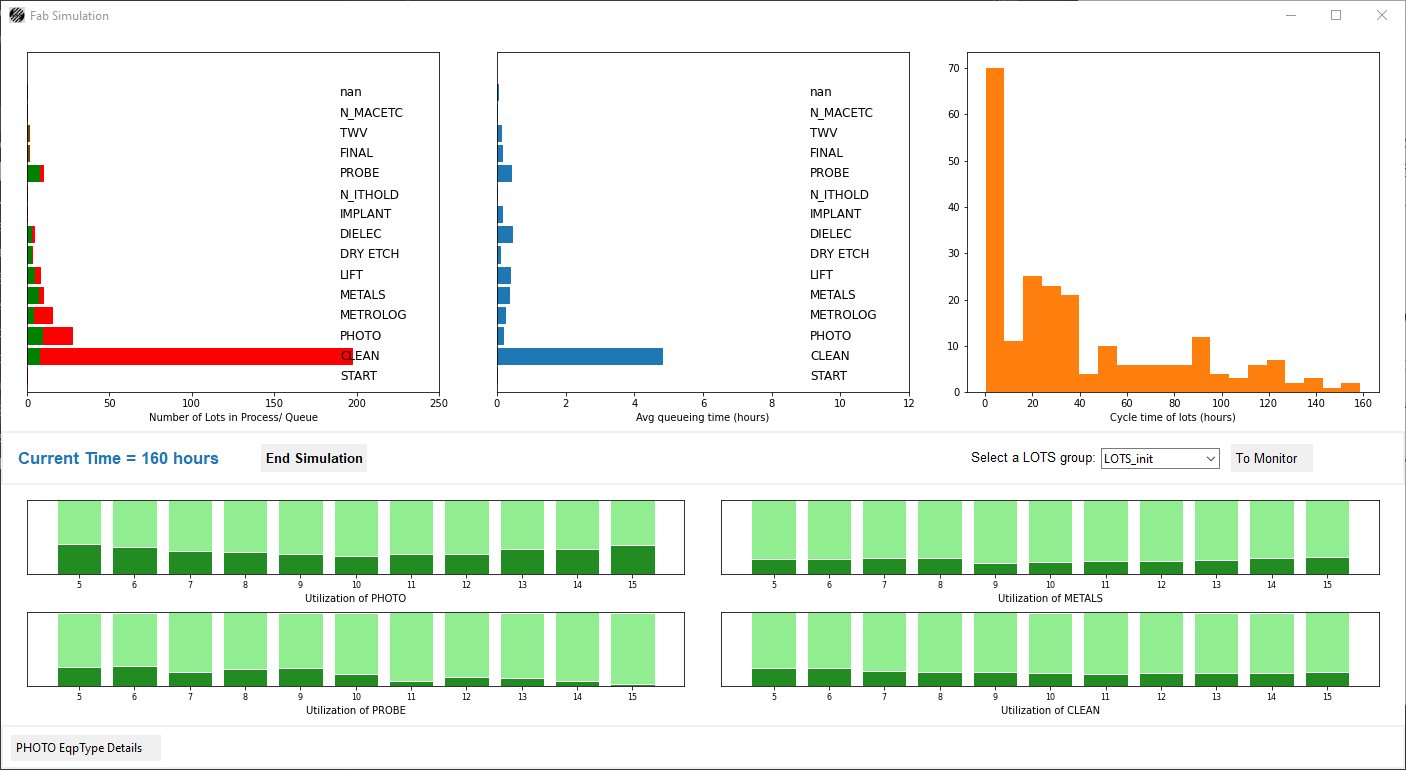 Fab Simulation
nan
N_MACETC
TWV
FINAL
PROBE
N_ITHOLD
IMPLANT
DIELEC
DRY ETCH
LIFT
METALS
METROLOG
PHOTO
CLEAN
START
0 50 100 150 200 250
Number of Lots in Process/ Queue
nan
N_MACETC
TWV
FINAL
PROBE
N_ITHOLD
IMPLANT
DIELEC
DRY ETCH
LIFT
METALS
METROLOG
PHOTO
CLEAN
START
0 2 4 6 8 10 12
Avg queueing time (hours)
70
60
50
40
30
20
10
0
0 20 40 60 80 100 120 140 160
Cycle time of lots (hours)
Current Time = 160 hours
End Simulation
Select a LOTS group: LOTS_init
To Monitor
5 6 7 8 9 10 11 12 13 14 15
Utilization of PHOTO
5 6 7 8 9 10 11 12 13 14 15
Utilization of METALS
5 6 7 8 9 10 11 12 13 14 15
Utilization of PROBE
5 6 7 8 9 10 11 12 13 14 15
Utilization of CLEAN
PHOTO EqpType Details